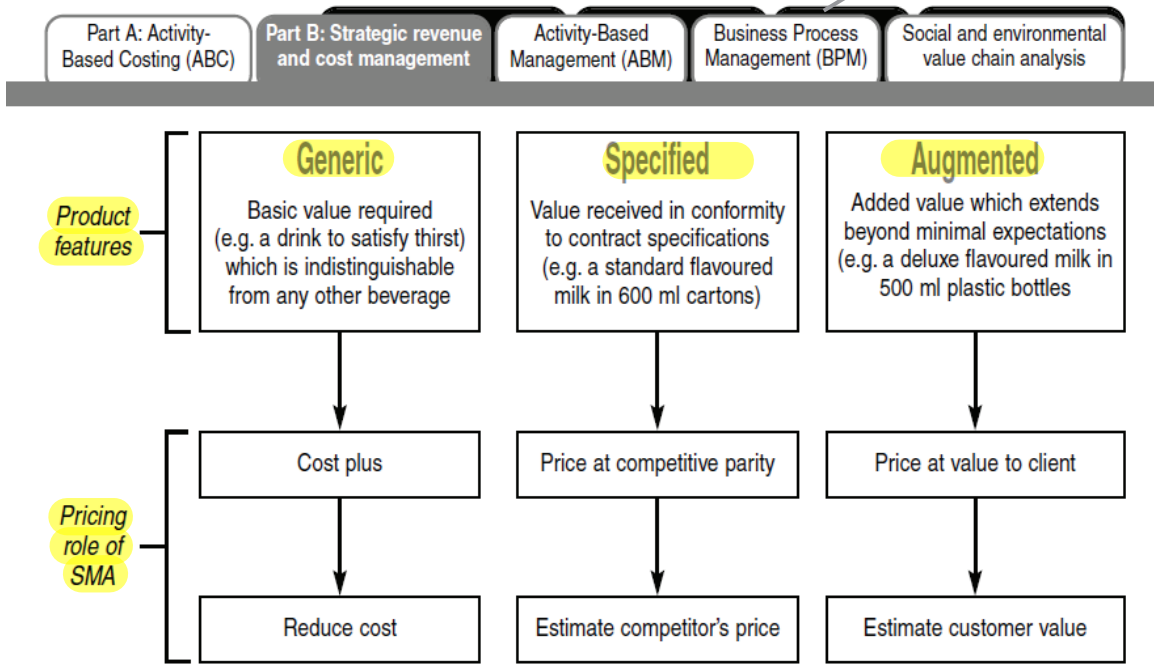 Part A: Activity-
Based Costing (ABC)
Part B: Strategic revenue
and cost management
Activity-Based
Management (ABM)
Business Process
Management (BPM)
Social and environmental
value chain analysis
Product
features
Generic
Basic value required
(e.g. a drink to satisfy thirst)
which is indistinguishable
from any other beverage
Specified
Value received in conformity
to contract specifications
(e.g. a standard flavoured
milk in 600 ml cartons)
Augmented
Added value which extends
beyond minimal expectations
(e.g. a deluxe flavoured milk in
500 ml plastic bottles
Pricing
role of
SMA
Cost plus
Price at competitive parity
Price at value to client
Reduce cost
Estimate competitor's price
Estimate customer value